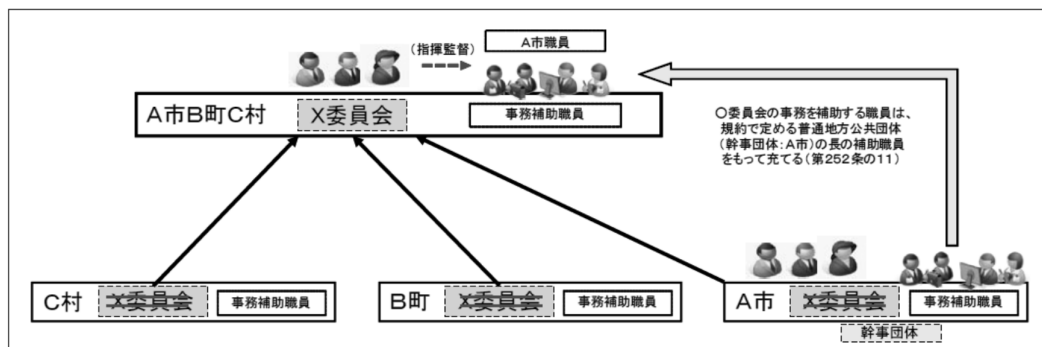 (指揮監督)
A市職員
A市B町C村
X委員会
事務補助職員
○委員会の事務を補助する職員は、
規約で定める普通地方公共団体
(幹事団体:A市)の長の補助職員
をもって充てる(第252条の11)
C村
X委員会
事務補助職員
B町
X委員会
事務補助職員
A市
X委員会
事務補助職員
幹事団体